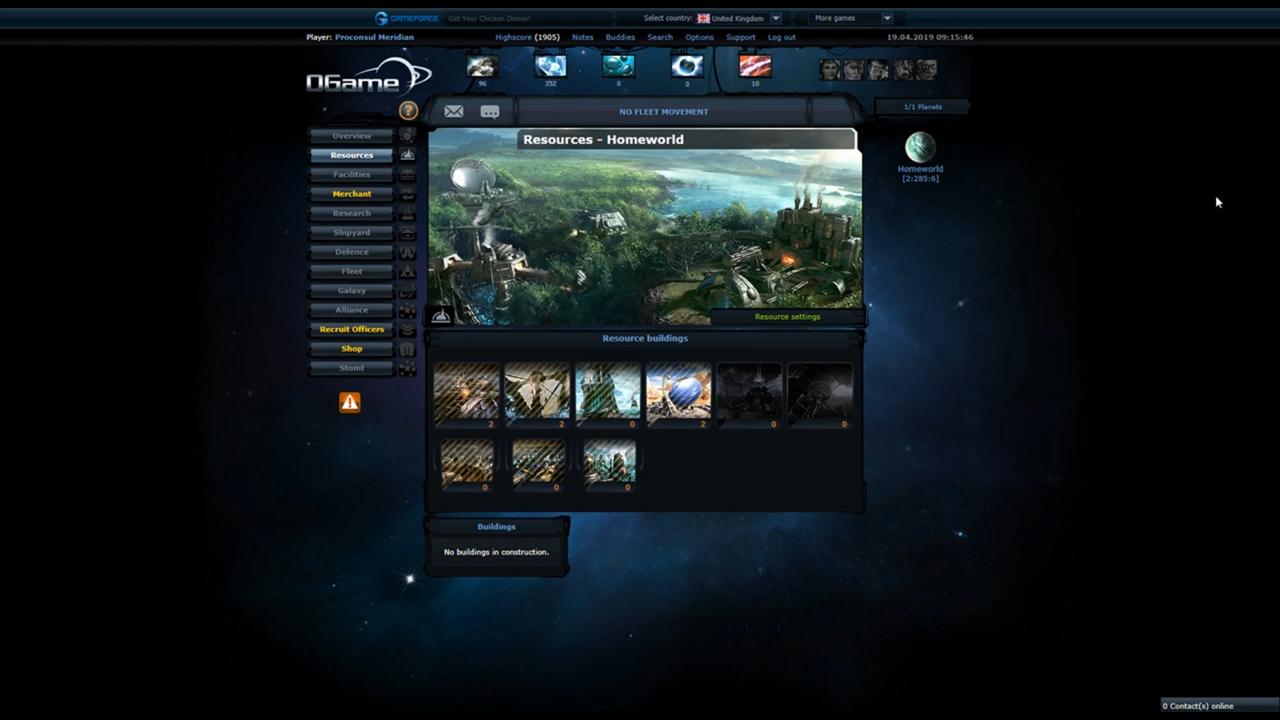 GAMEFORGE
Get Your Chicken Dinner!
Select country: United Kingdom
More games
Player: Proconsul Meridian
Highscore (1905) Notes Buddies Search Options Support Log out
19.04.2019 09:15:46
OGame
96 352 0 0 10
?
NO FLEET MOVEMENT
1/1 Planets
Overview
Resources
Facilities
Merchant
Research
Shipyard
Defence
Fleet
Galaxy
Alliance
Recruit Officers
Shop
Stomt
Resources - Homeworld
Homeworld
[2:285:6]
Resource settings
Resource buildings
2 2 0 2 0 0
0 0 0
Buildings
No buildings in construction.
0 Contact(s) online